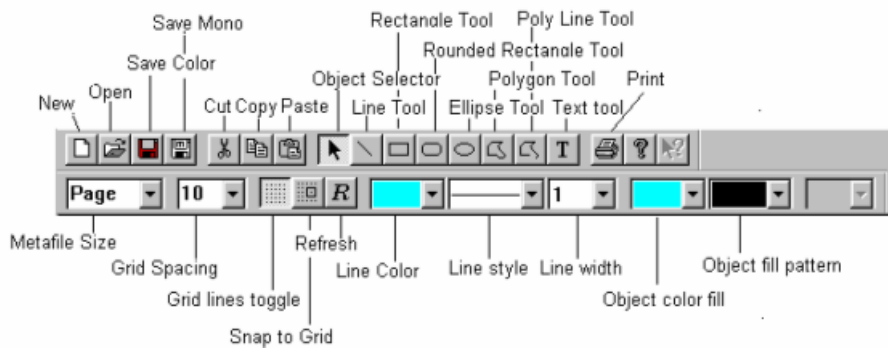 Save Mono
Rectangle Tool
Poly Line Tool
Save Color
Rounded Rectangle Tool
Open
Object Selector
Polygon Tool
Print
New
Cut
Copy
Paste
Line Tool
Ellipse Tool
Text tool
T
?
?
Page
10
R
1
Metafile Size
Refresh
Grid Spacing
Line Color
Line style
Line width
Object fill pattern
Grid lines toggle
Object color fill
Snap to Grid